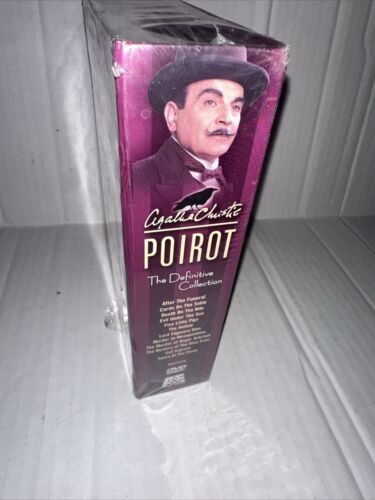 Agatha Christie
POIROT
The Definitive
Collection
After The Funeral
Cards On The Table
Death On The Nile
Evil Under The Sun
Five Little Pigs
The Hollow
Lord Edgware Dies
Murder In Mesopotamia
The Murder of Roger Ackroyd
The Mystery of The Blue Train
Sad Cypress
Taken At The Flood
DVD
A&E